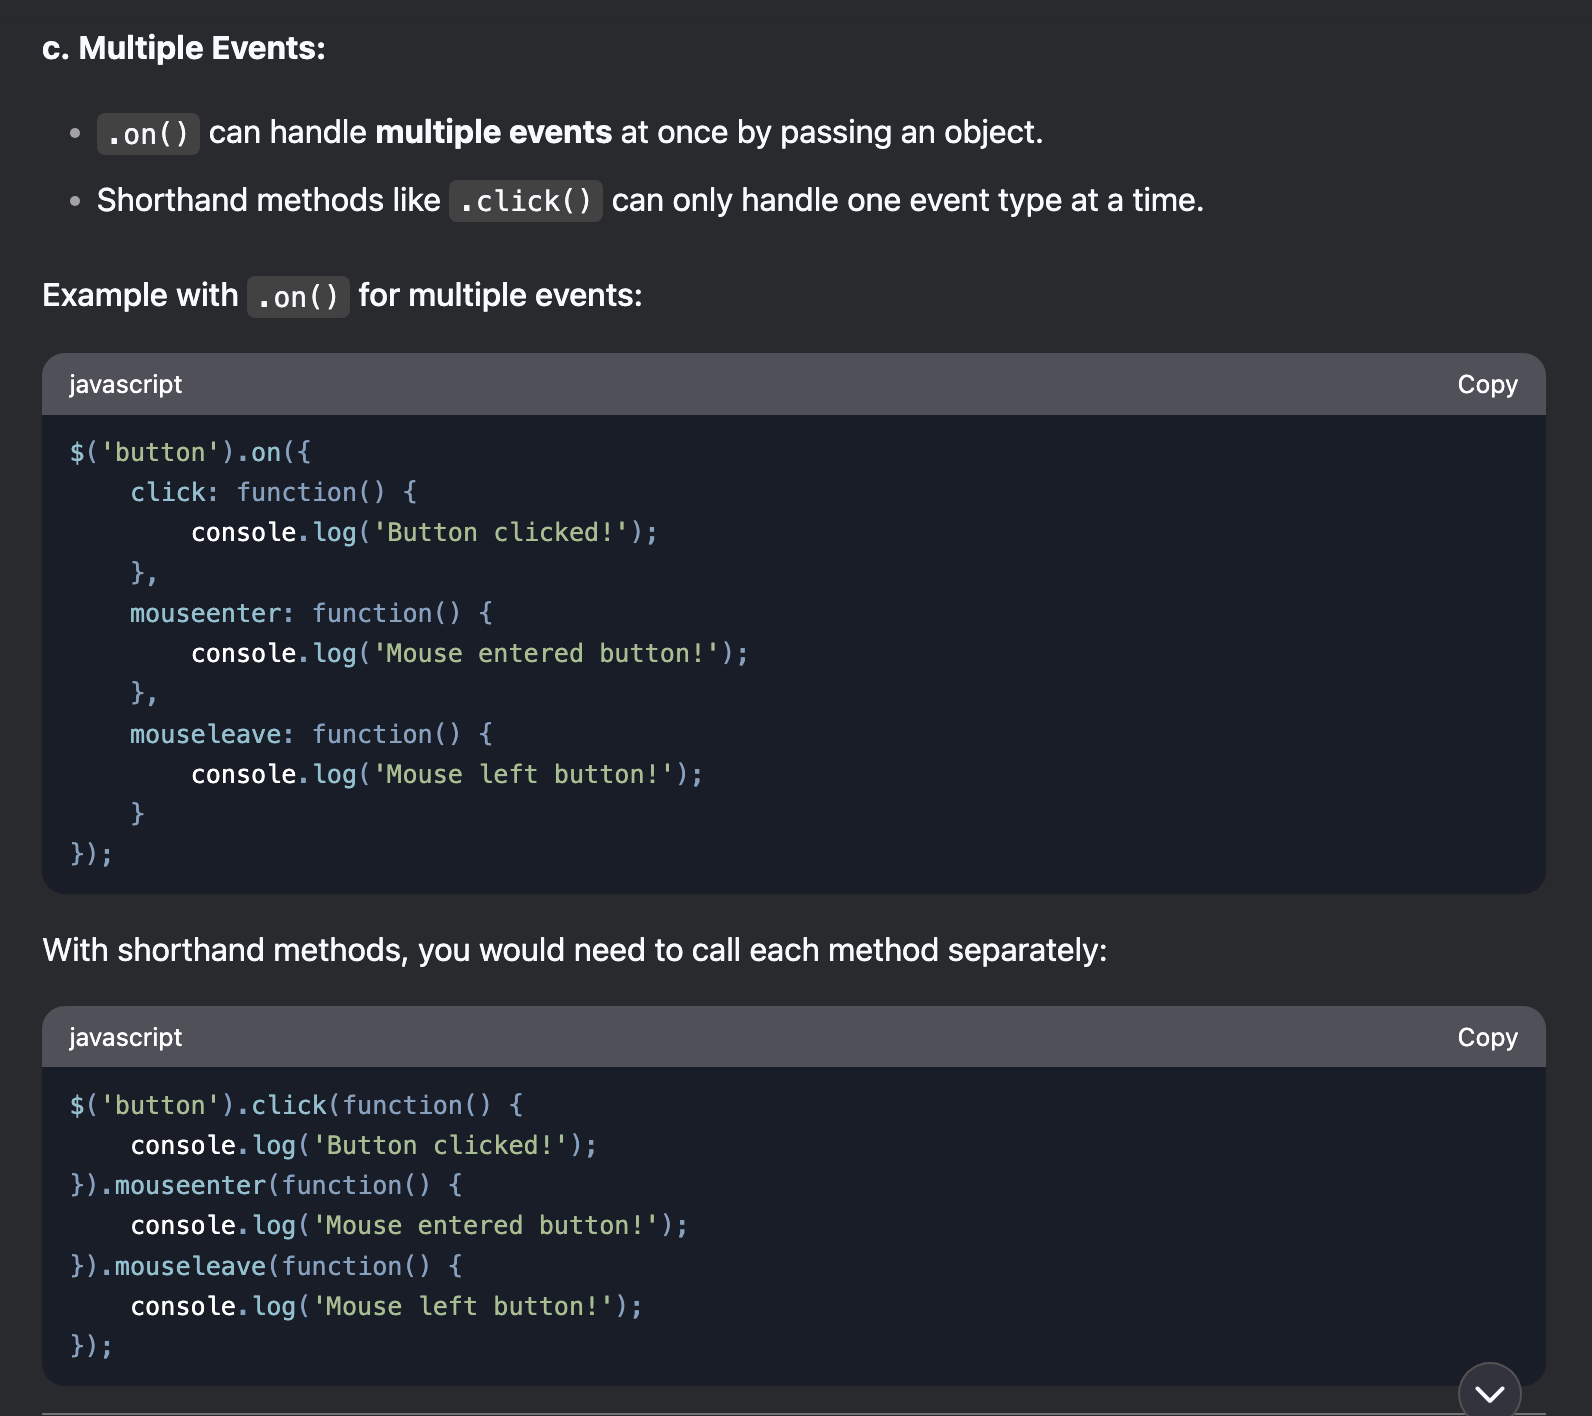 c. Multiple Events:
• .on() can handle multiple events at once by passing an object.
• Shorthand methods like .click() can only handle one event type at a time.
Example with .on() for multiple events:
javascript Copy
$('button').on({
    click: function() {
        console.log('Button clicked!');
    },
    mouseenter: function() {
        console.log('Mouse entered button!');
    },
    mouseleave: function() {
        console.log('Mouse left button!');
    }
});
With shorthand methods, you would need to call each method separately:
javascript Copy
$('button').click(function() {
    console.log('Button clicked!');
}).mouseenter(function() {
    console.log('Mouse entered button!');
}).mouseleave(function() {
    console.log('Mouse left button!');
});